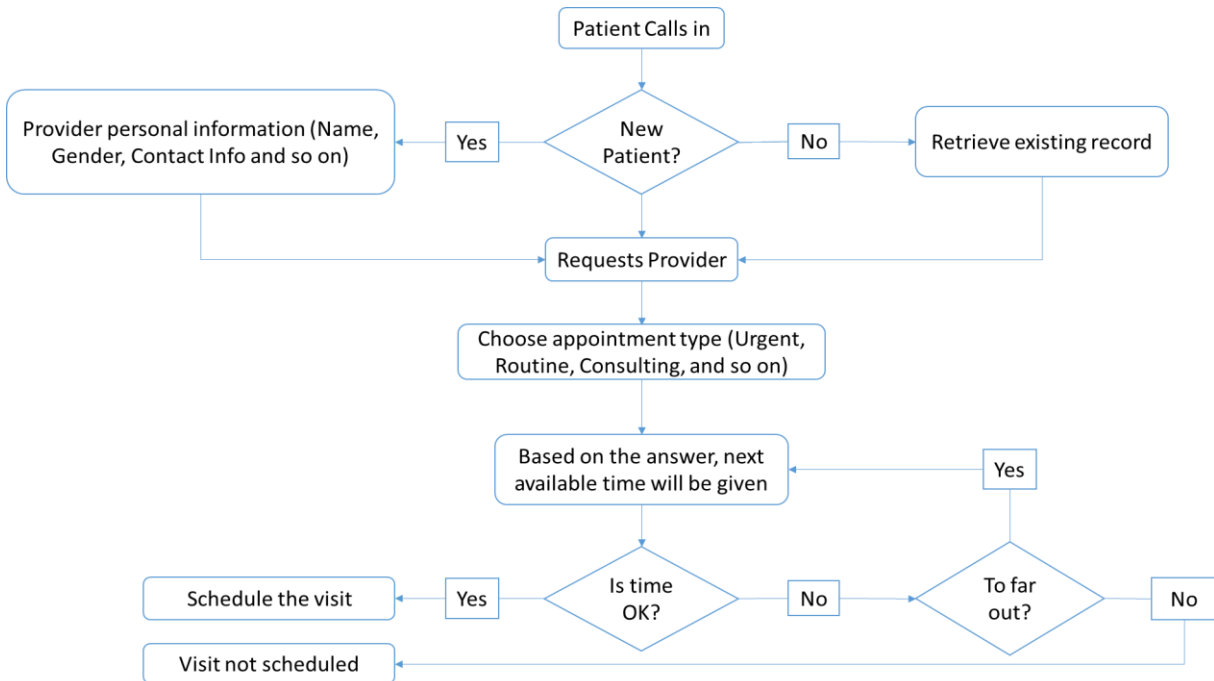 Patient Calls in
Provider personal information (Name,
Gender, Contact Info and so on)
Yes
New
Patient?
No
Retrieve existing record
Requests Provider
Choose appointment type (Urgent,
Routine, Consulting, and so on)
Based on the answer, next
available time will be given
Yes
Schedule the visit
Yes
Is time
OK?
No
To far
out?
No
Visit not scheduled